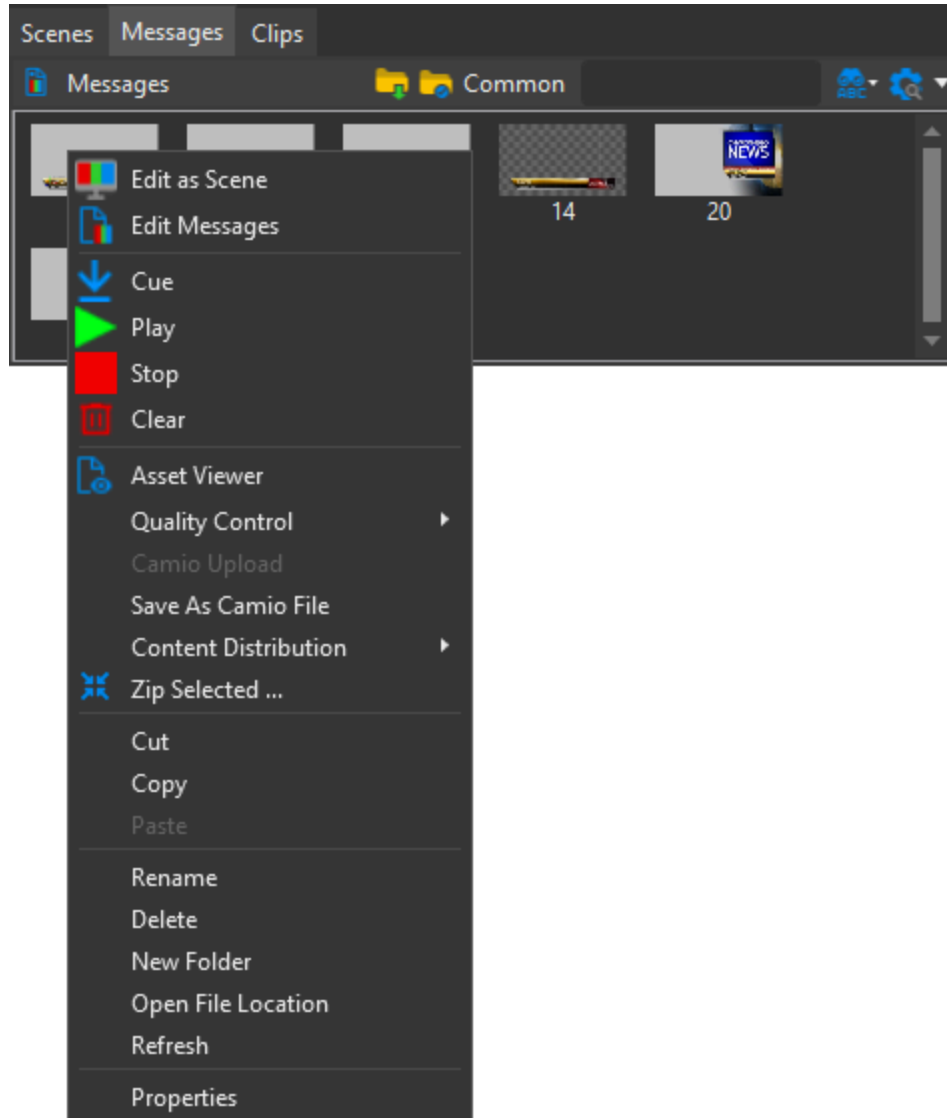 Scenes Messages Clips
Messages Common
ABC
NEWS
14 20
Edit as Scene
Edit Messages
Cue
Play
Stop
Clear
Asset Viewer
Quality Control
Camio Upload
Save As Camio File
Content Distribution
Zip Selected ...
Cut
Copy
Paste
Rename
Delete
New Folder
Open File Location
Refresh
Properties